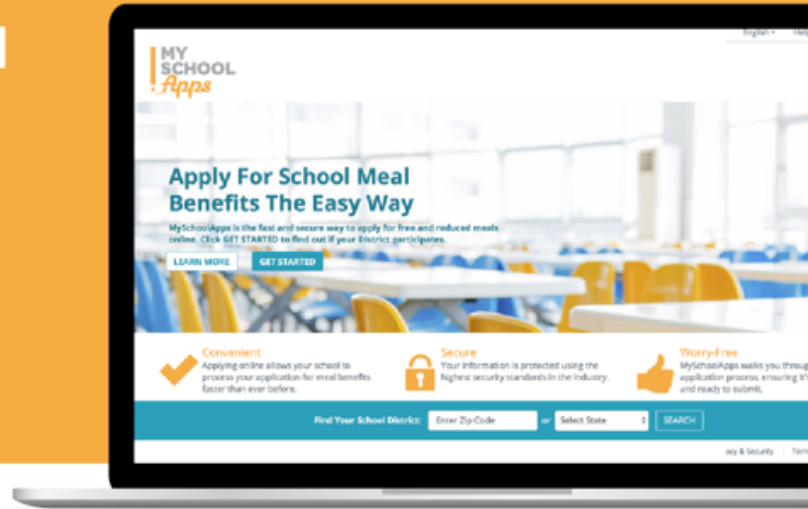 English
Help
MY
SCHOOL
Apps
Apply For School Meal
Benefits The Easy Way
MySchoolApps is the fast and secure way to apply for free and reduced meals
online. Click GET STARTED to find out if your District participates.
LEARN MORE
GET STARTED
Convenient
Applying online allows your school to
process your application for meal benefits
faster than ever before.
Secure
Your information is protected using the
highest security standards in the industry.
Worry-Free
MySchoolApps walks you throug
application process, ensuring it's
and ready to submit.
Find Your School District:
Enter Zip-Code
or
Select State
SEARCH
acy & Security
Term